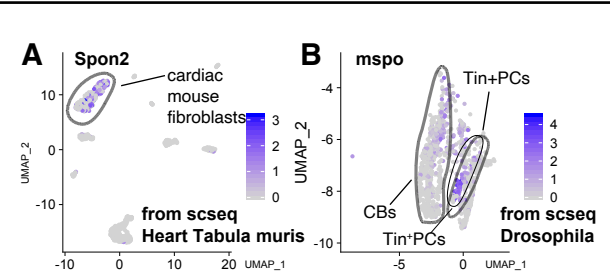 A
Spon2
cardiac
mouse
fibroblasts
10
0
-10
UMAP_2
3
2
1
0
from scseq
Heart Tabula muris
-10
0
10
20
UMAP_1
B
mspo
Tin+PCs
-4
-6
-8
-10
UMAP_2
4
3
2
1
0
CBs
Tin⁺PCs
from scseq
Drosophila
-5
0
UMAP_1